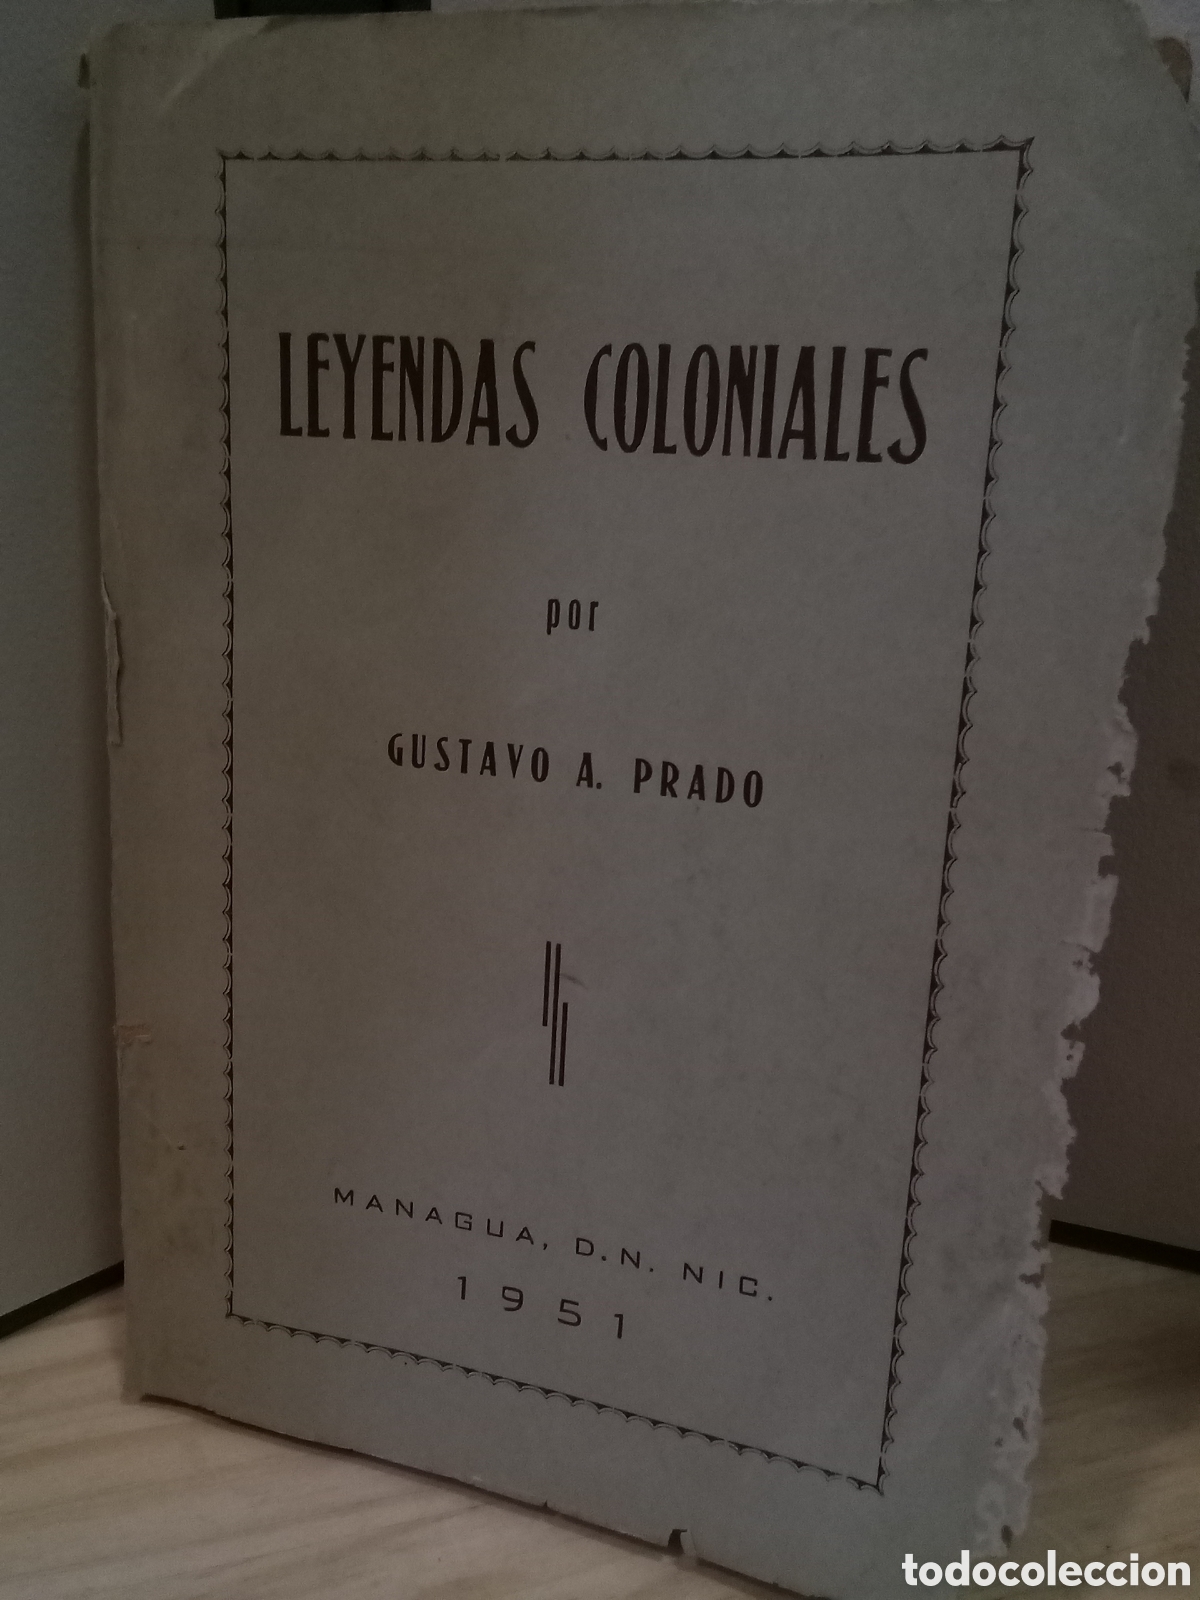 LEYENDAS COLONIALES
por
GUSTAVO A. PRADO
MANAGUA, D.N. NIC.
1951
todocoleccion